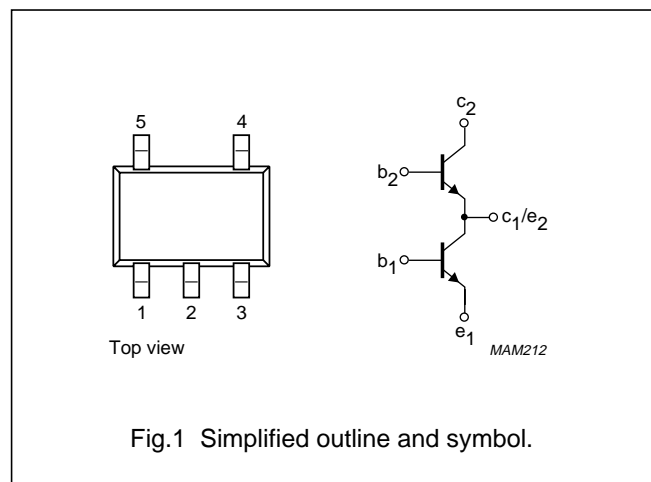 5 4
1 2 3
Top view
c2
b2
c1/e2
b1
e1
MAM212
Fig.1 Simplified outline and symbol.